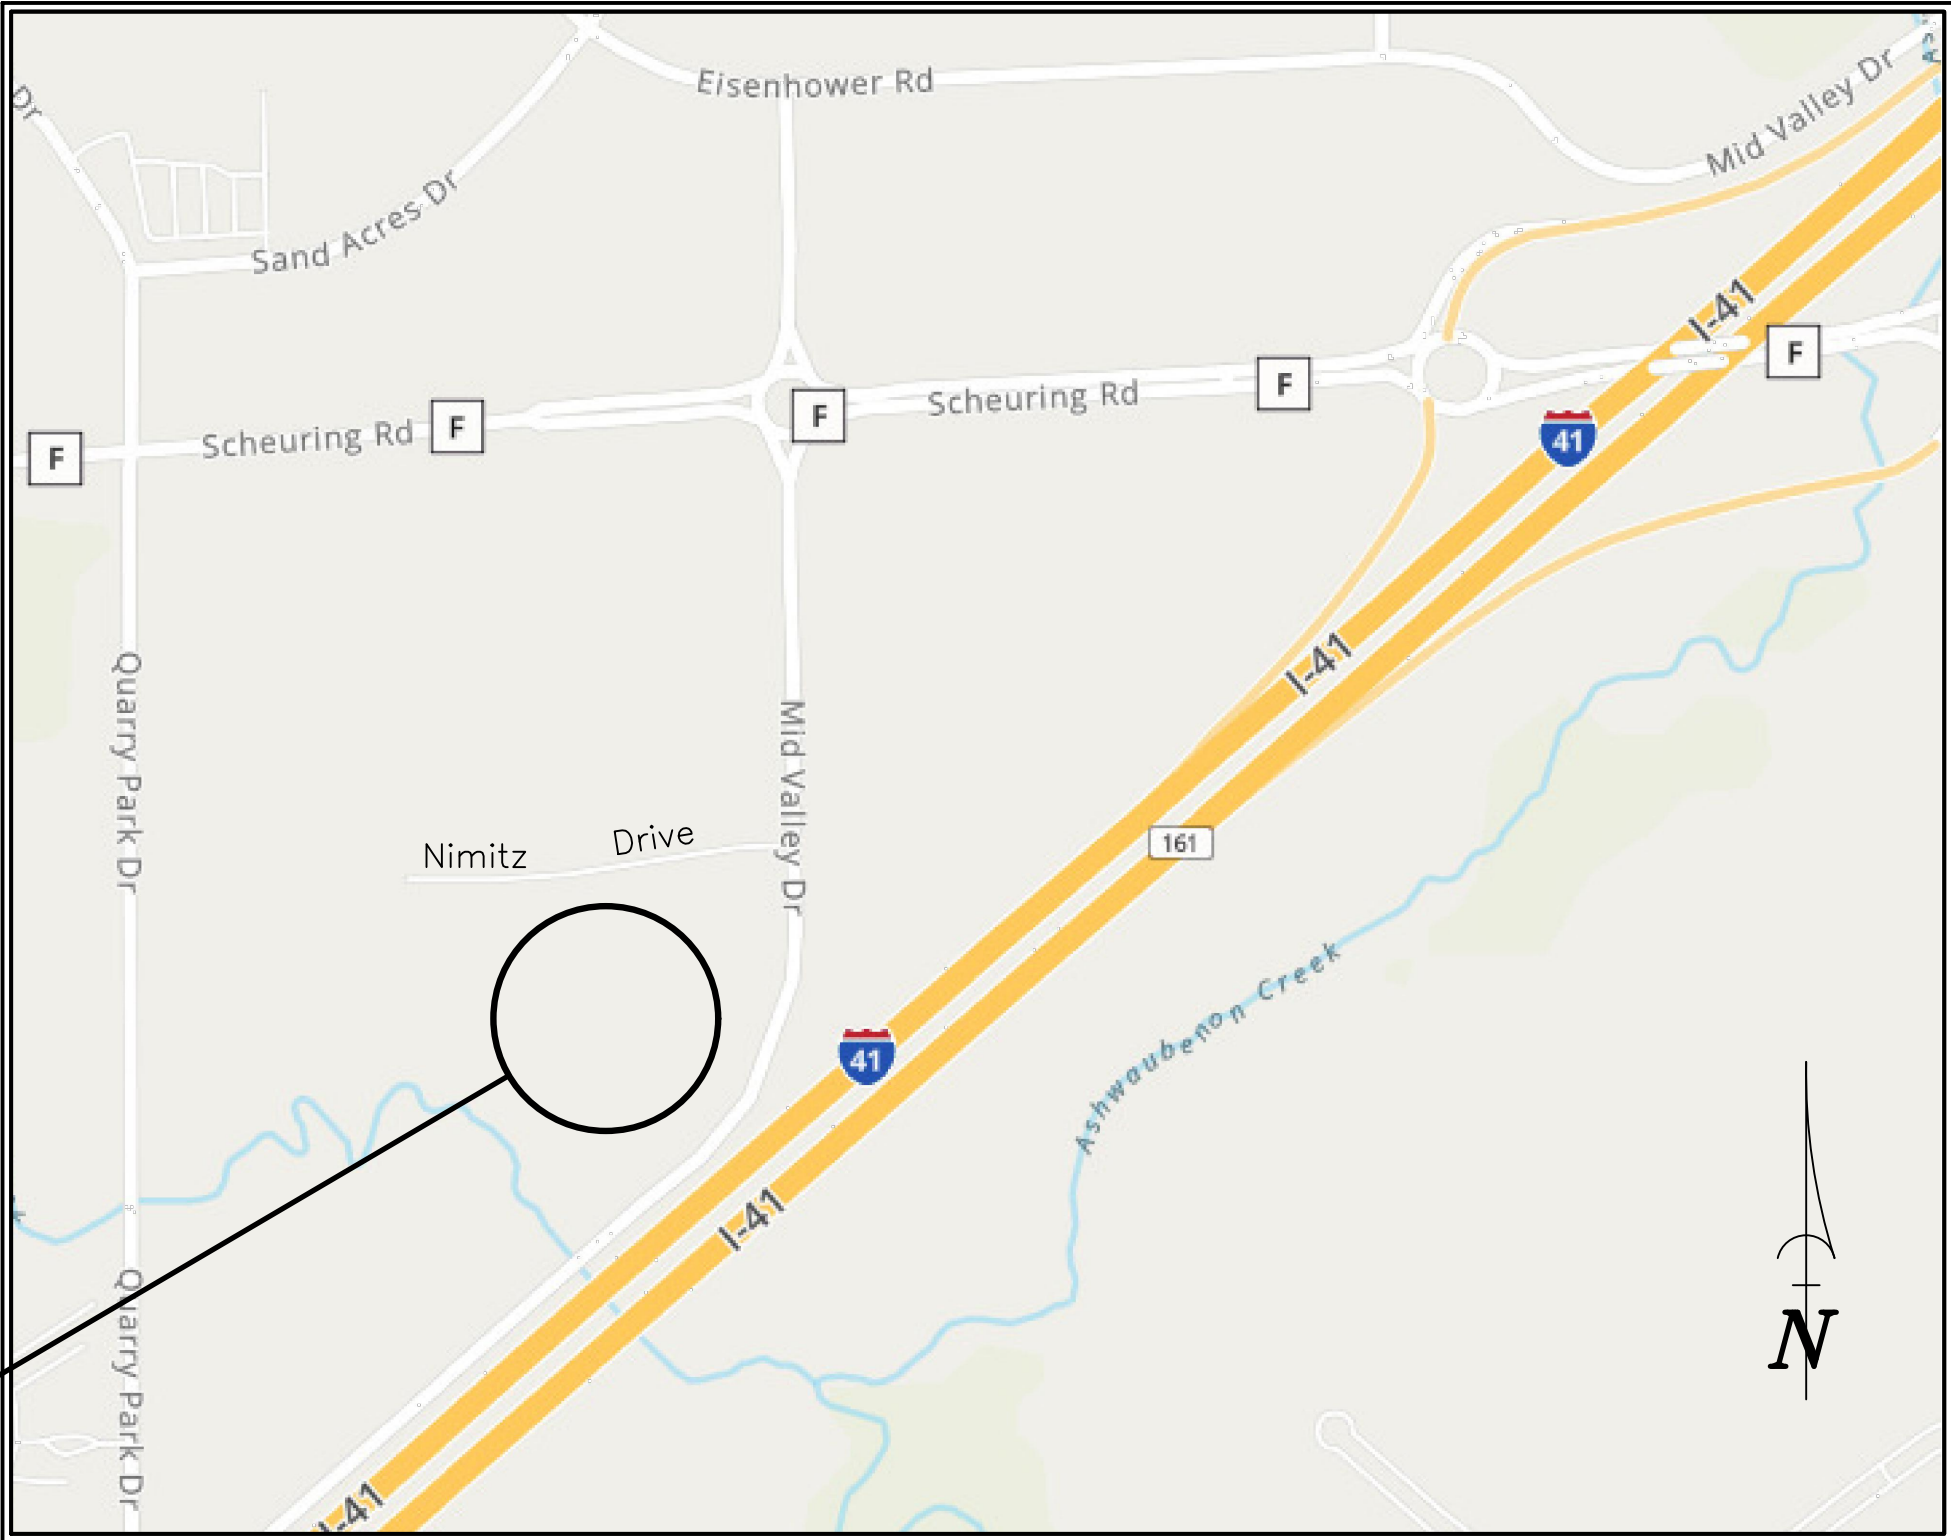 Dr
Eisenhower Rd
Mid Valley Dr
Sand Acres Dr
I-41
F
F
Scheuring Rd
F
F
Scheuring Rd
F
41
Quarry Park Dr
I-41
Mid Valley Dr
Nimitz Drive
161
Ashwaubenon Creek
41
I-41
Quarry Park Dr
N
I-41